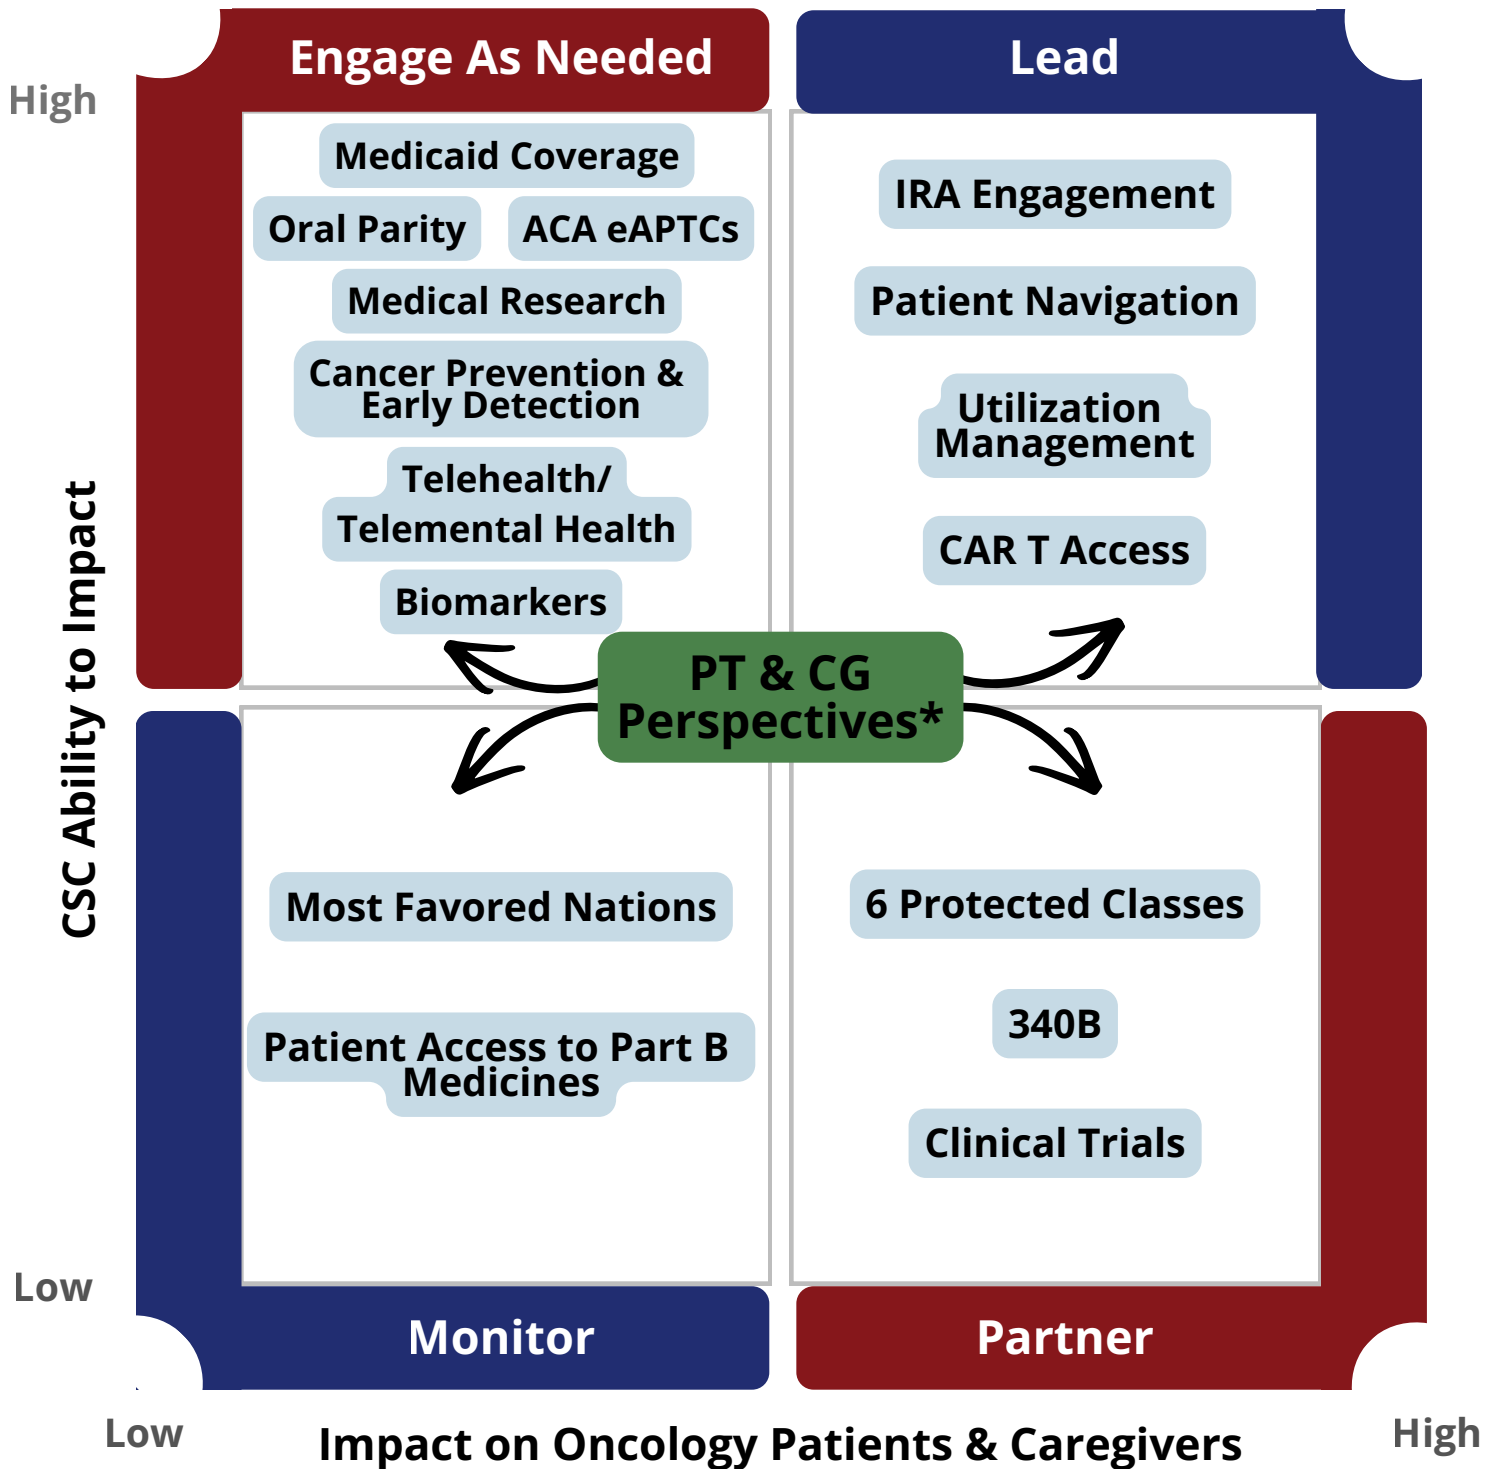 Engage As Needed
Lead
High
Medicaid Coverage
Oral Parity
ACA eAPTCs
Medical Research
Cancer Prevention &
Early Detection
Telehealth/
Telemental Health
Biomarkers
IRA Engagement
Patient Navigation
Utilization
Management
CAR T Access
PT & CG
Perspectives*
CSC Ability to Impact
Most Favored Nations
Patient Access to Part B
Medicines
6 Protected Classes
340B
Clinical Trials
Low
Monitor
Partner
Low
Impact on Oncology Patients & Caregivers
High